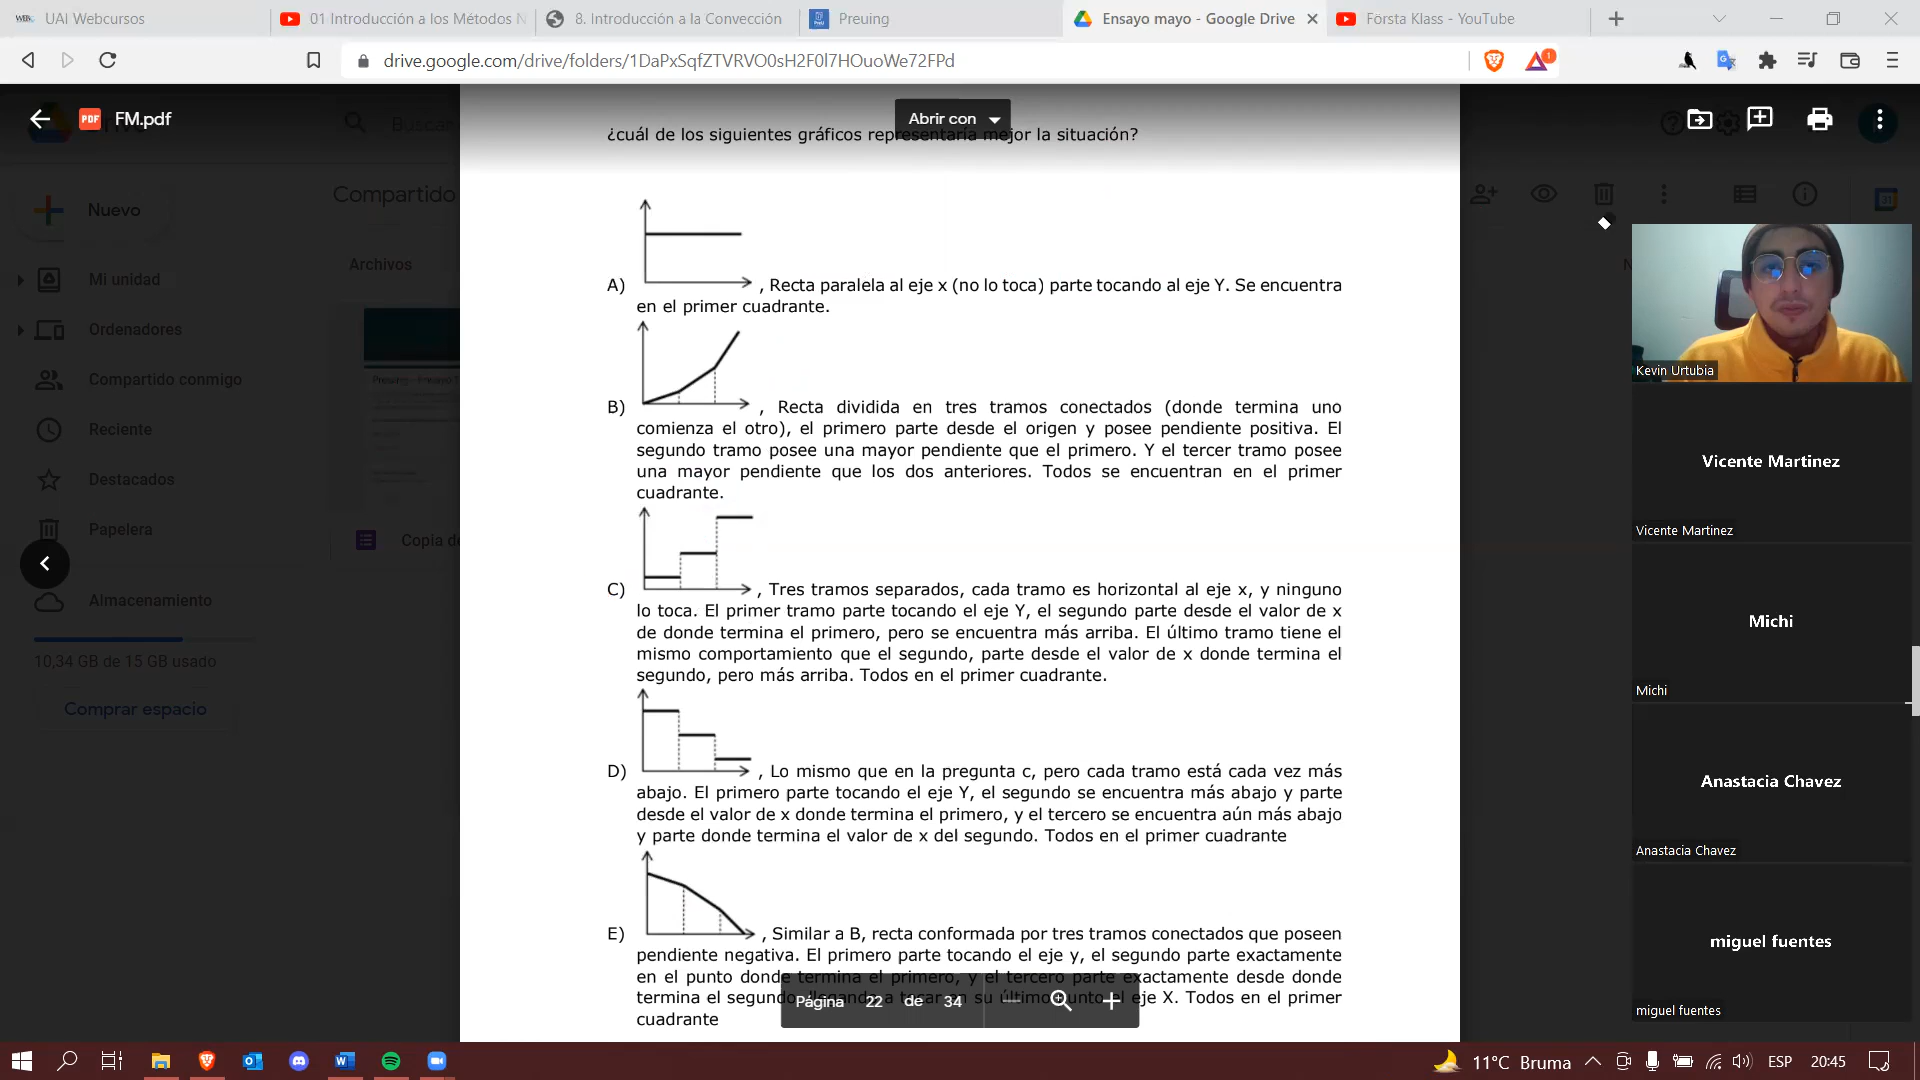 UAI Webcursos
01 Introducción a los Métodos N
8. Introducción a la Convección
Preuing
Ensayo mayo - Google Drive
Första Klass - YouTube
drive.google.com/drive/folders/1DaPxSqfZTVRVO0sH2F0l7HOuoWe72FPd
PDF
FM.pdf
Buscar
Abrir con
¿cuál de los siguientes gráficos representaría mejor la situación?
Compartido
Nuevo
Archivos
Mi unidad
Ordenadores
Compartido conmigo
Reciente
Destacados
Papelera
Copia de
Almacenamiento
10,34 GB de 15 GB usado
Comprar espacio
A) , Recta paralela al eje x (no lo toca) parte tocando al eje Y. Se encuentra
en el primer cuadrante.
B) , Recta dividida en tres tramos conectados (donde termina uno
comienza el otro), el primero parte desde el origen y posee pendiente positiva. El
segundo tramo posee una mayor pendiente que el primero. Y el tercer tramo posee
una mayor pendiente que los dos anteriores. Todos se encuentran en el primer
cuadrante.
C) , Tres tramos separados, cada tramo es horizontal al eje x, y ninguno
lo toca. El primer tramo parte tocando el eje Y, el segundo parte desde el valor de x
de donde termina el primero, pero se encuentra más arriba. El último tramo tiene el
mismo comportamiento que el segundo, parte desde el valor de x donde termina el
segundo, pero más arriba. Todos en el primer cuadrante.
D) , Lo mismo que en la pregunta c, pero cada tramo está cada vez más
abajo. El primero parte tocando el eje Y, el segundo se encuentra más abajo y parte
desde el valor de x donde termina el primero, y el tercero se encuentra aún más abajo
y parte donde termina el valor de x del segundo. Todos en el primer cuadrante
E) , Similar a B, recta conformada por tres tramos conectados que poseen
pendiente negativa. El primero parte tocando el eje y, el segundo parte exactamente
en el punto donde termina el primero, y el tercero parte exactamente desde donde
termina el segundo, llegando a tocar en su último punto el eje X. Todos en el primer
cuadrante
Página 22 de 34
Kevin Urtubia
Vicente Martinez
Vicente Martinez
Michi
Michi
Anastacia Chavez
Anastacia Chavez
miguel fuentes
miguel fuentes
11°C Bruma
ESP
20:45